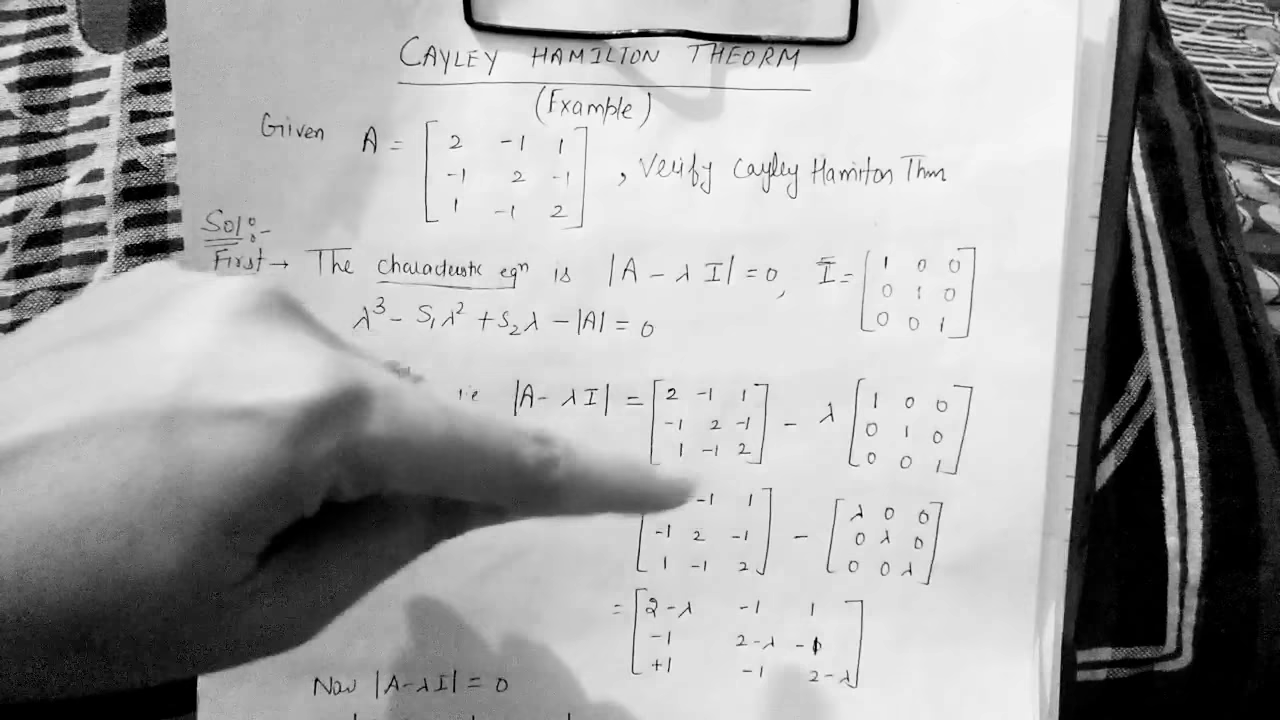 CAYLEY HAMILTON THEORM
(Example)
Given A = [ 2 -1 1
-1 2 -1
1 -1 2 ] , Verify Cayley Hamilton Thm
Sol:-
First → The characteristic eqn is |A - λ I| = 0, I = [ 1 0 0
0 1 0
0 0 1 ]
λ³ - S₁λ² + S₂λ - |A| = 0
i.e |A - λI| = [ 2 -1 1
-1 2 -1
1 -1 2 ] - λ [ 1 0 0
0 1 0
0 0 1 ]
-1 1
-1 2 -1
1 -1 2 ] - [ λ 0 0
0 λ 0
0 0 λ ]
= [ 2-λ -1 1
-1 2-λ -1
+1 -1 2-λ ]
Now |A-λI| = 0